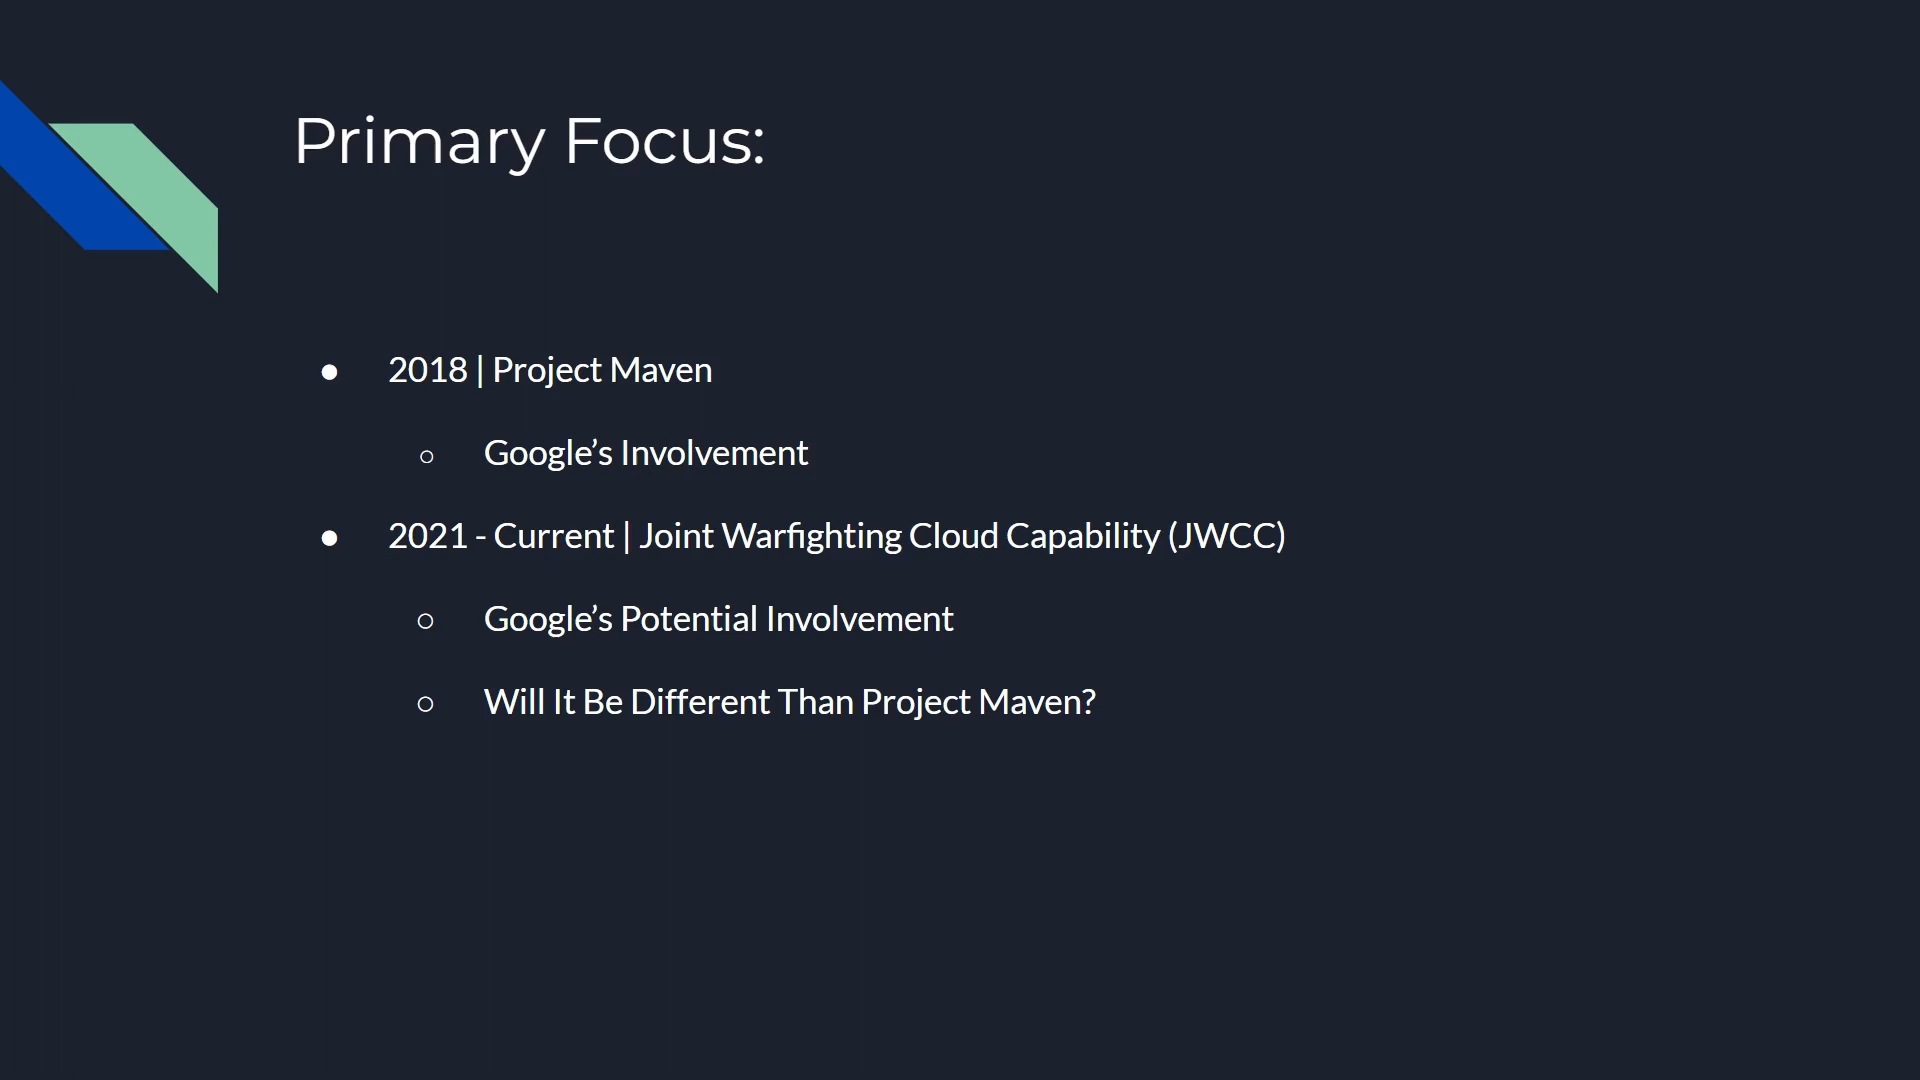 Primary Focus:
● 2018 | Project Maven
○ Google’s Involvement
● 2021 - Current | Joint Warfighting Cloud Capability (JWCC)
○ Google’s Potential Involvement
○ Will It Be Different Than Project Maven?